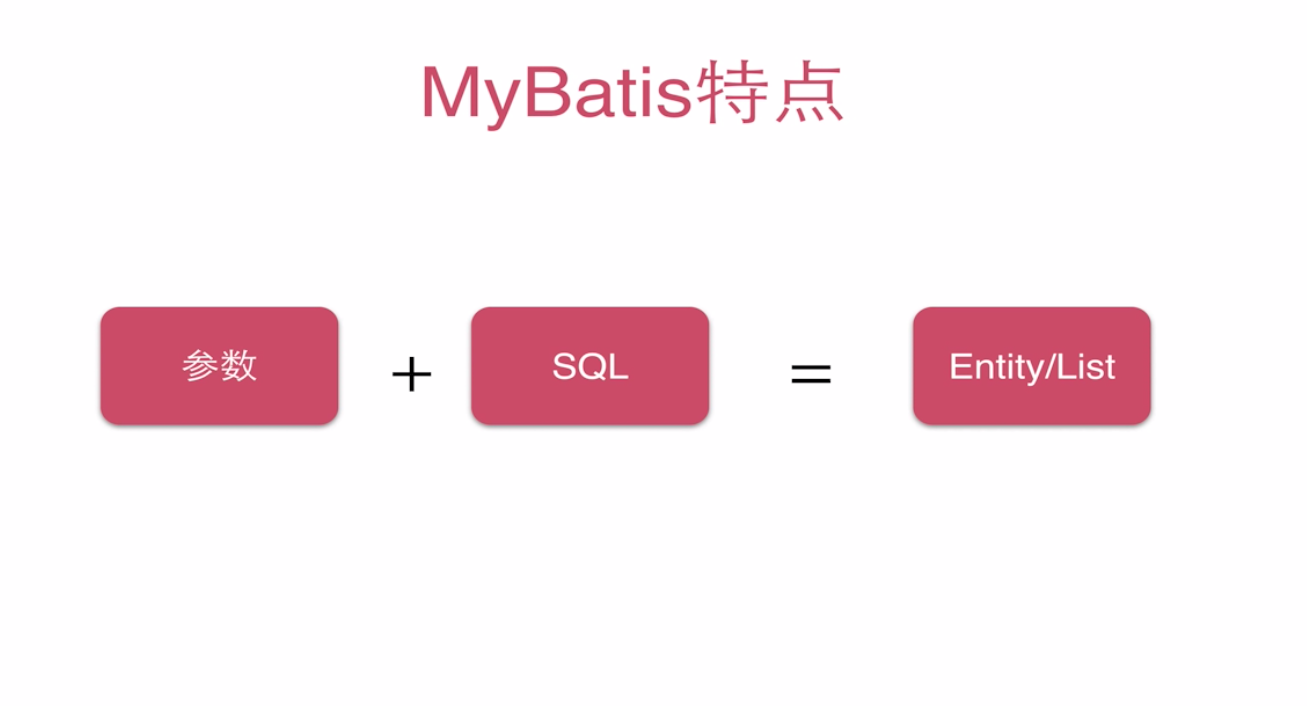 MyBatis特点
参数 + SQL = Entity/List